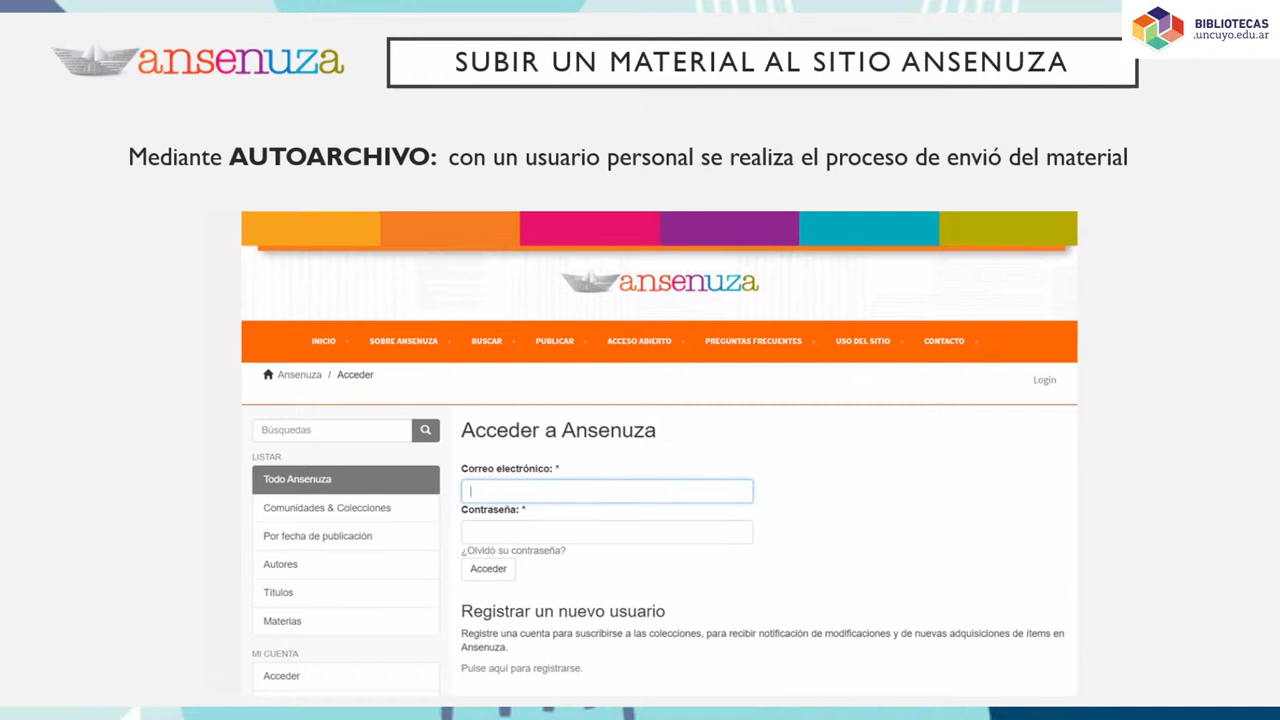 BIBLIOTECAS
.uncuyo.edu.ar
ansenuza
SUBIR UN MATERIAL AL SITIO ANSENUZA
Mediante AUTOARCHIVO: con un usuario personal se realiza el proceso de envió del material
ansenuza
INICIO SOBRE ANSENUZA BUSCAR PUBLICAR ACCESO ABIERTO PREGUNTAS FRECUENTES USO DEL SITIO CONTACTO
Ansenuza / Acceder
Login
Búsquedas
LISTAR
Todo Ansenuza
Comunidades & Colecciones
Por fecha de publicación
Autores
Títulos
Materias
MI CUENTA
Acceder
Acceder a Ansenuza
Correo electrónico: *
Contraseña: *
¿Olvidó su contraseña?
Acceder
Registrar un nuevo usuario
Registre una cuenta para suscribirse a las colecciones, para recibir notificación de modificaciones y de nuevas adquisiciones de ítems en
Ansenuza.
Pulse aquí para registrarse.